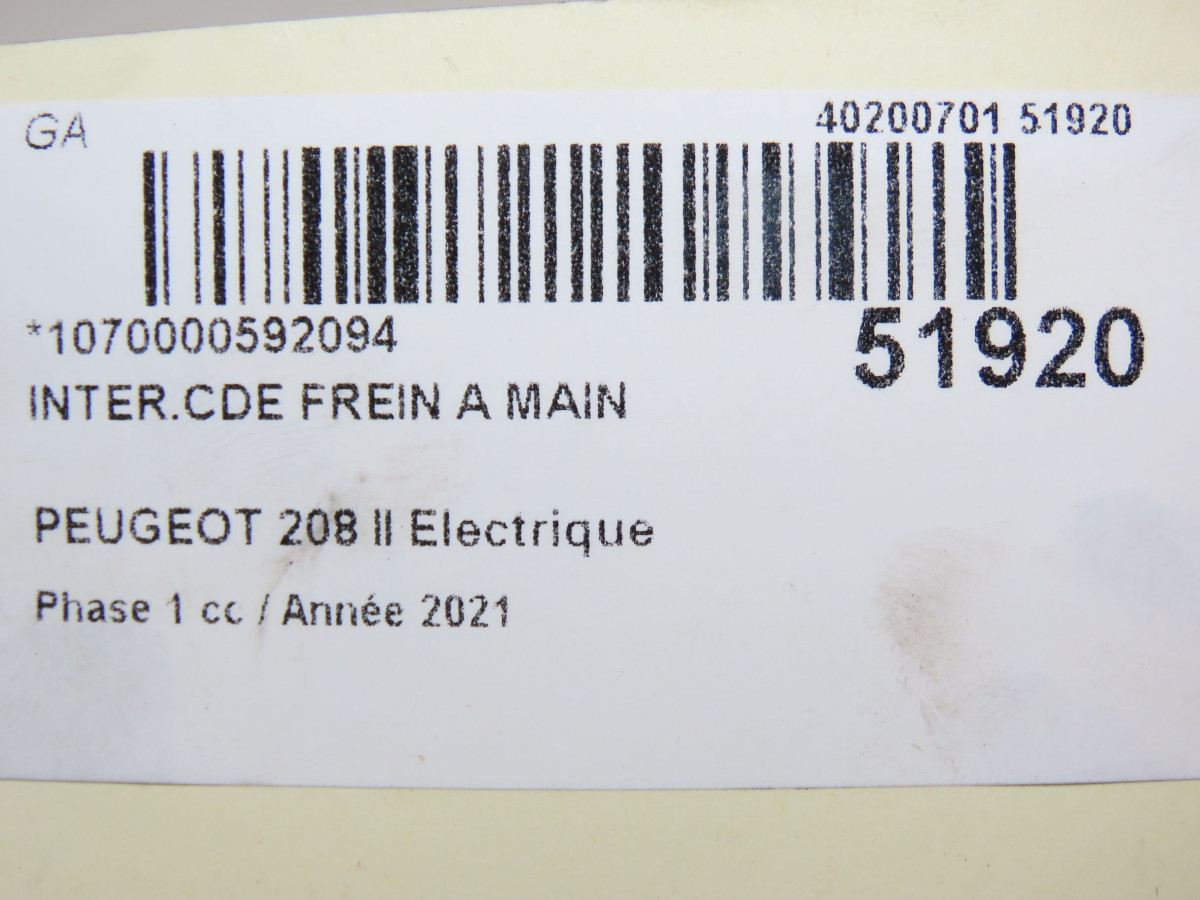 GA
40200701 51920
*1070000592094
51920
INTER.CDE FREIN A MAIN
PEUGEOT 208 II Electrique
Phase 1 cc / Année 2021